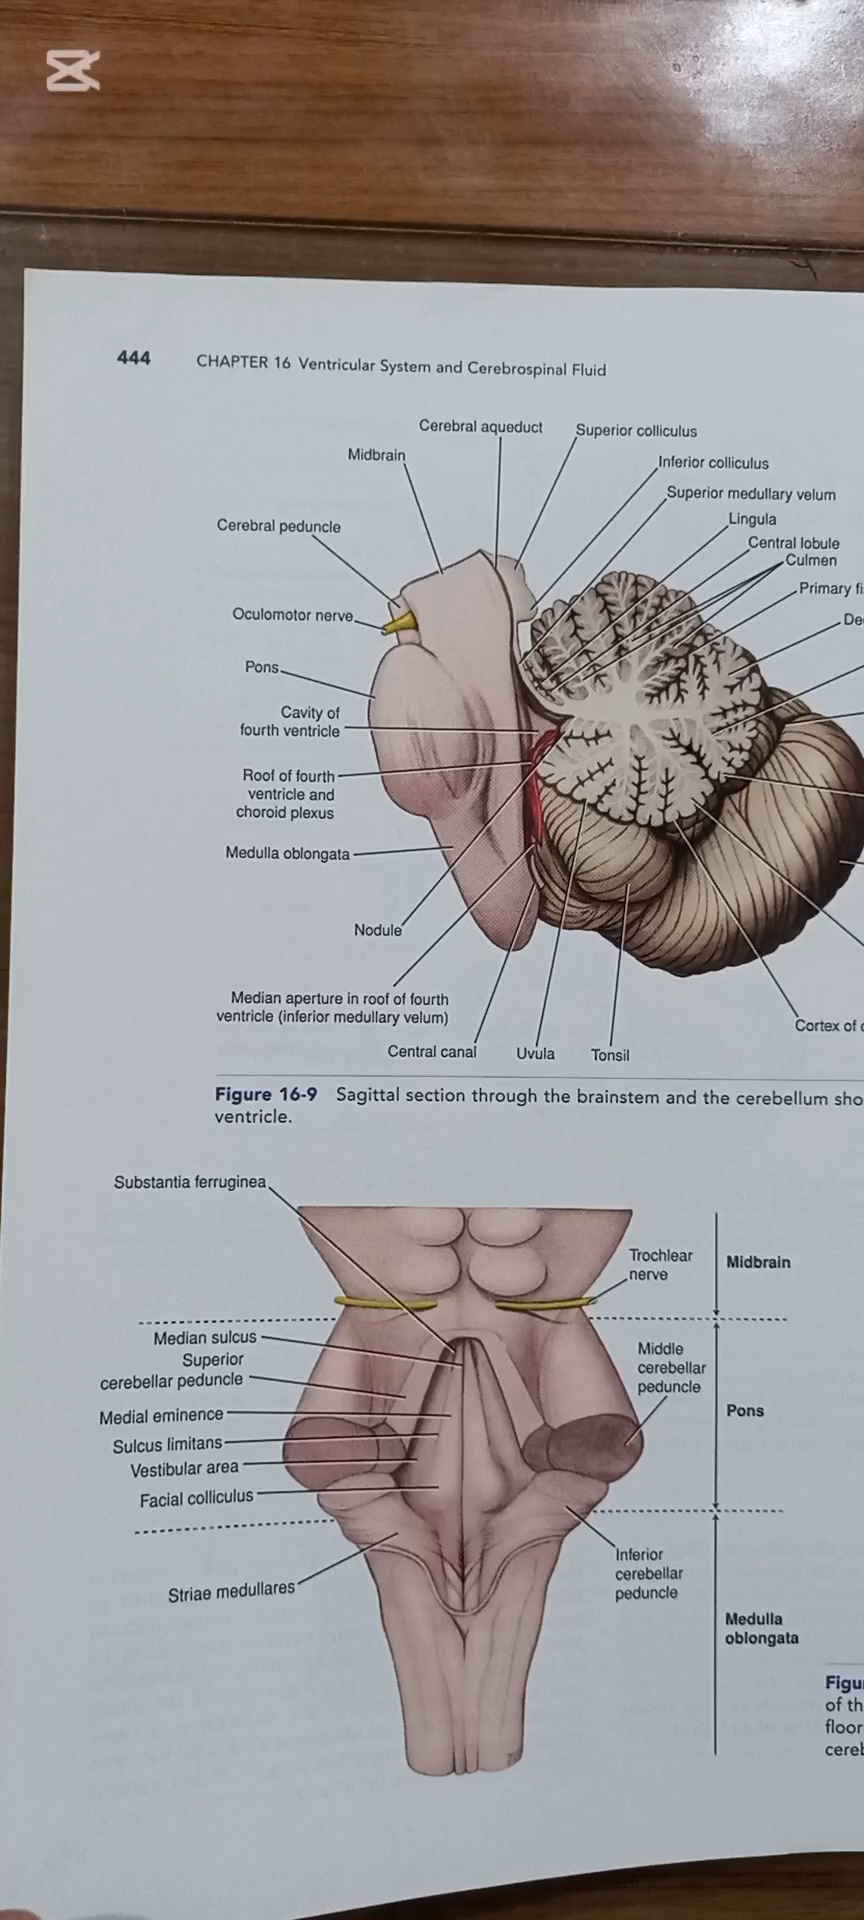 444 CHAPTER 16 Ventricular System and Cerebrospinal Fluid
Cerebral aqueduct
Superior colliculus
Midbrain
Inferior colliculus
Superior medullary velum
Lingula
Cerebral peduncle
Central lobule
Culmen
Primary
Oculomotor nerve
Pons
Cavity of
fourth ventricle
Roof of fourth
ventricle and
choroid plexus
Medulla oblongata
Nodule
Median aperture in roof of fourth
ventricle (inferior medullary velum)
Central canal
Uvula
Tonsil
Cortex of
Figure 16-9 Sagittal section through the brainstem and the cerebellum
ventricle.
Substantia ferruginea
Trochlear
nerve
Midbrain
Median sulcus
Superior
cerebellar peduncle
Medial eminence
Sulcus limitans
Vestibular area
Facial colliculus
Middle
cerebellar
peduncle
Pons
Striae medullares
Inferior
cerebellar
peduncle
Medulla
oblongata
of
floor